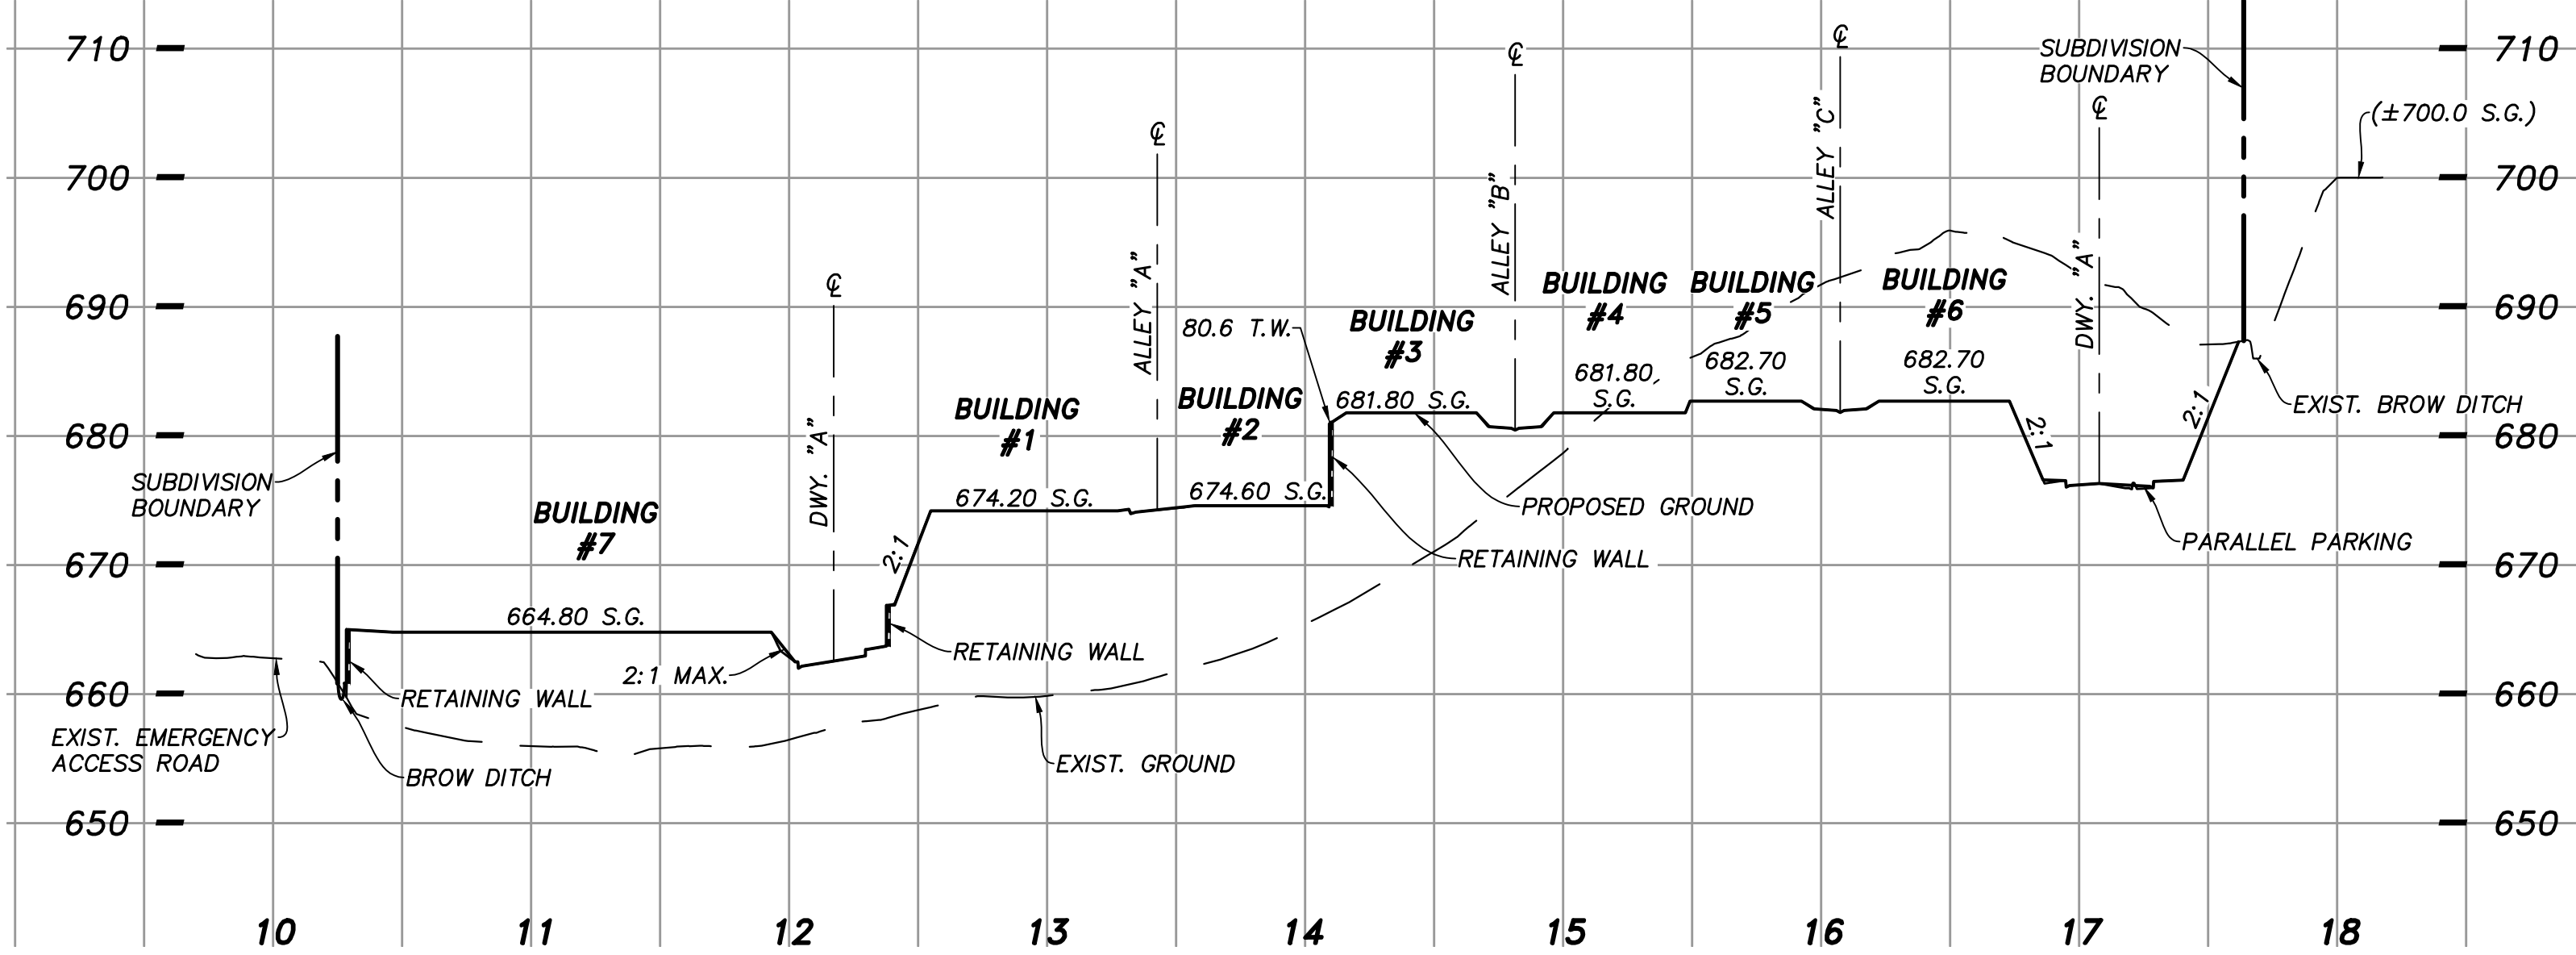 ℄
℄
710
SUBDIVISION
BOUNDARY
710
℄
(±700.0 S.G.)
℄
ALLEY "C"
700
ALLEY "B"
700
ALLEY "A"
DWY. "A"
℄
BUILDING
#4
BUILDING
#5
BUILDING
#6
690
80.6 T.W.
BUILDING
#3
690
682.70
S.G.
682.70
S.G.
681.80
S.G.
BUILDING
#1
BUILDING
#2
681.80 S.G.
EXIST. BROW DITCH
2:1
2:1
680
680
DWY. "A"
SUBDIVISION
BOUNDARY
BUILDING
#7
674.20 S.G.
674.60 S.G.
PROPOSED GROUND
PARALLEL PARKING
2:1
670
RETAINING WALL
670
664.80 S.G.
RETAINING WALL
2:1 MAX.
660
RETAINING WALL
660
EXIST. EMERGENCY
ACCESS ROAD
BROW DITCH
EXIST. GROUND
650
650
10 11 12 13 14 15 16 17 18